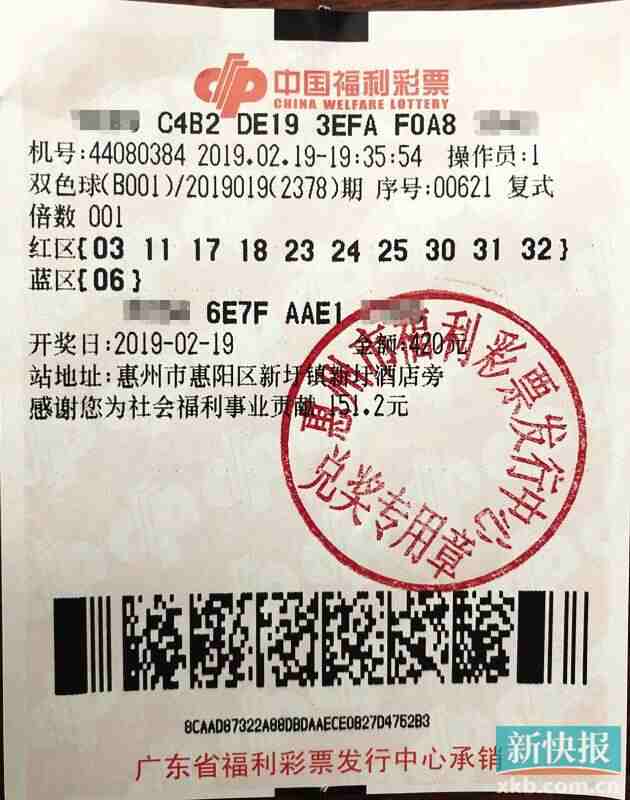 中国福利彩票
CHINA WELFARE LOTTERY
C4B2 DE19 3EFA F0A8
机号:44080384 2019.02.19-19:35:54 操作员:1
双色球(B001)/2019019(2378)期 序号:00621 复式
倍数 001
红区{03 11 17 18 23 24 25 30 31 32}
蓝区{06}
6E7F AAE1
开奖日:2019-02-19 金额:420元
站地址:惠州市惠阳区新圩镇新圩酒店旁
感谢您为社会福利事业贡献 151.2元
惠州市福利彩票发行中心
兑奖专用章
8CAAD87322A88DBDAAECE0B27D4752B3
广东省福利彩票发行中心承销
新快报
xkb.com.cn